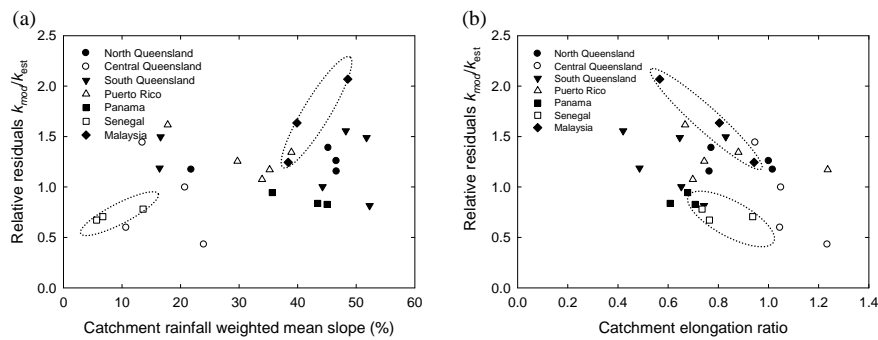 (a)
Relative residuals k_mod/k_est
2.5
2.0
1.5
1.0
0.5
0.0
North Queensland
Central Queensland
South Queensland
Puerto Rico
Panama
Senegal
Malaysia
0 10 20 30 40 50 60
Catchment rainfall weighted mean slope (%)
(b)
Relative residuals k_mod/k_est
2.5
2.0
1.5
1.0
0.5
0.0
North Queensland
Central Queensland
South Queensland
Puerto Rico
Panama
Senegal
Malaysia
0.0 0.2 0.4 0.6 0.8 1.0 1.2 1.4
Catchment elongation ratio